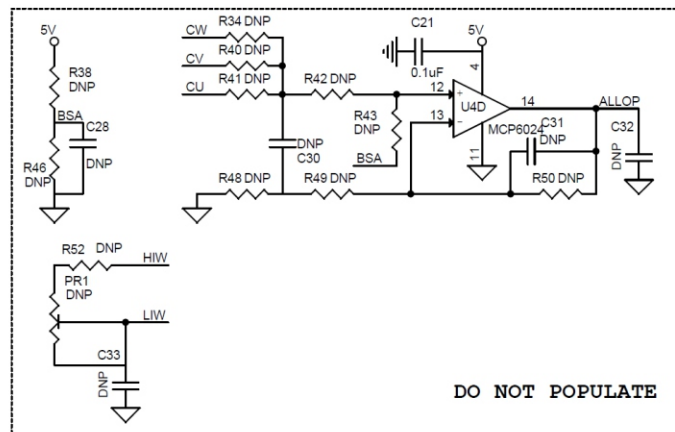 5V
R38
DNP
BSA
C28
DNP
R46
DNP
CW
R34 DNP
CV
R40 DNP
CU
R41 DNP
R42 DNP
R43
DNP
BSA
DNP
C30
R48 DNP
R49 DNP
C21
0.1uF
5V
4
12
+
U4D
13
-
14
ALLOP
MCP6024
11
C31
DNP
R50 DNP
C32
DNP
R52 DNP
HIW
PR1
DNP
LIW
C33
DNP
DO NOT POPULATE